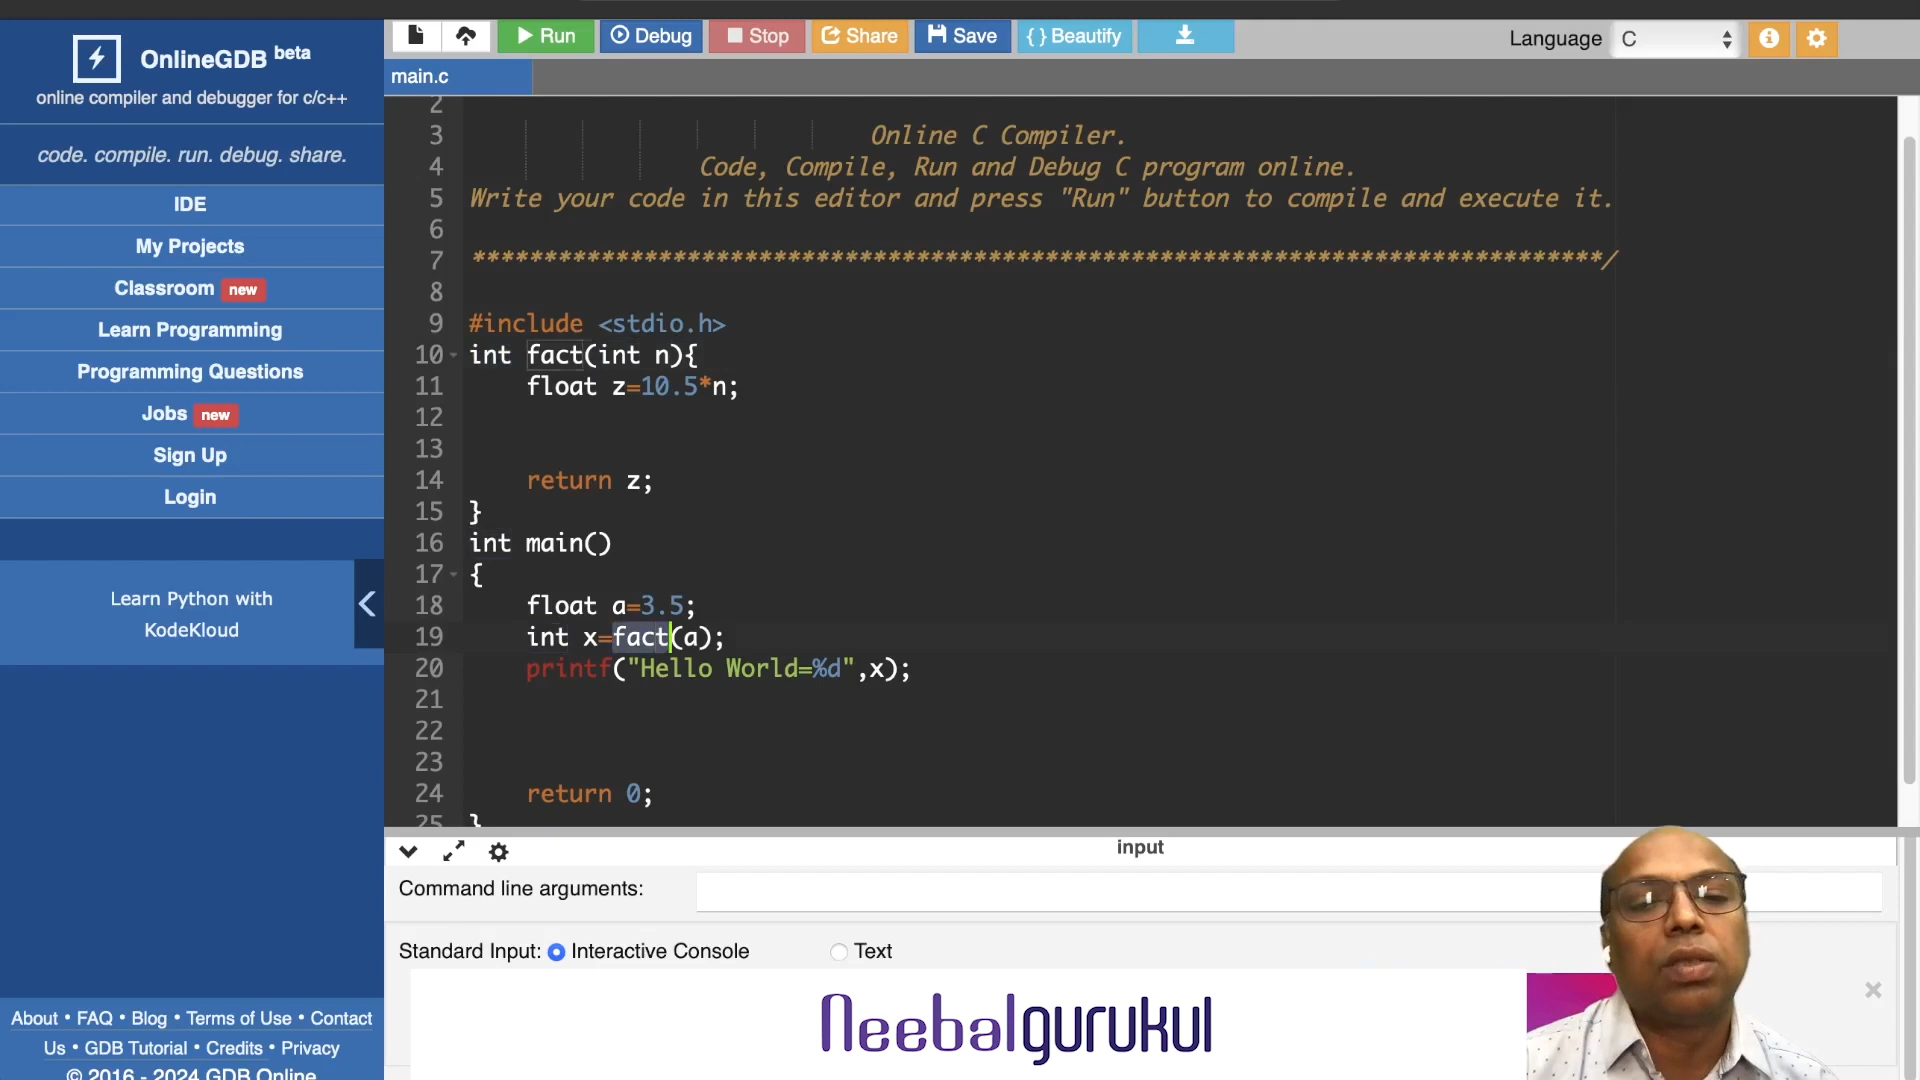 OnlineGDB beta
online compiler and debugger for c/c++
code. compile. run. debug. share.
IDE
My Projects
Classroom new
Learn Programming
Programming Questions
Jobs new
Sign Up
Login
Learn Python with
KodeKloud
About • FAQ • Blog • Terms of Use • Contact
Us • GDB Tutorial • Credits • Privacy
© 2016 - 2024 GDB Online
Run Debug Stop Share Save { } Beautify
Language C
main.c
2
3 Online C Compiler.
4 Code, Compile, Run and Debug C program online.
5 Write your code in this editor and press "Run" button to compile and execute it.
6
7 *******************************************************************************/
8
9 #include <stdio.h>
10 int fact(int n){
11 float z=10.5*n;
12
13
14 return z;
15 }
16 int main()
17 {
18 float a=3.5;
19 int x=fact(a);
20 printf("Hello World=%d",x);
21
22
23
24 return 0;
25 }
input
Command line arguments:
Standard Input: Interactive Console Text
Neebalgurukul